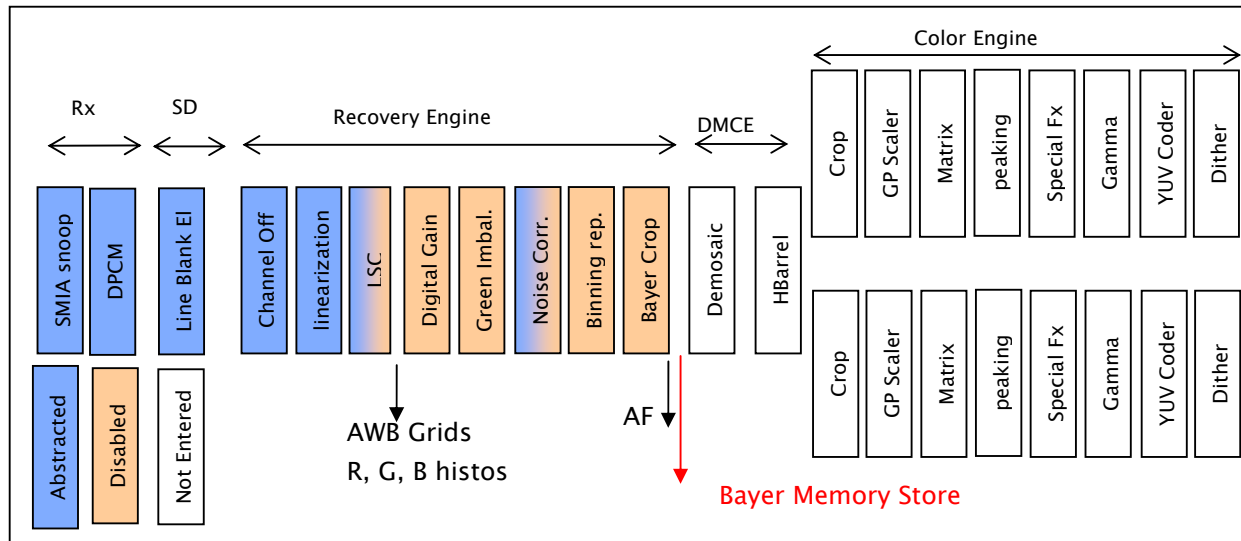 Color Engine
Rx
SD
Recovery Engine
DMCE
SMIA snoop
DPCM
Line Blank El
Channel Off
linearization
LSC
Digital Gain
Green Imbal.
Noise Corr.
Binning rep.
Bayer Crop
Demosaic
HBarrel
Crop
GP Scaler
Matrix
peaking
Special Fx
Gamma
YUV Coder
Dither
Crop
GP Scaler
Matrix
peaking
Special Fx
Gamma
YUV Coder
Dither
Abstracted
Disabled
Not Entered
AWB Grids
R, G, B histos
AF
Bayer Memory Store